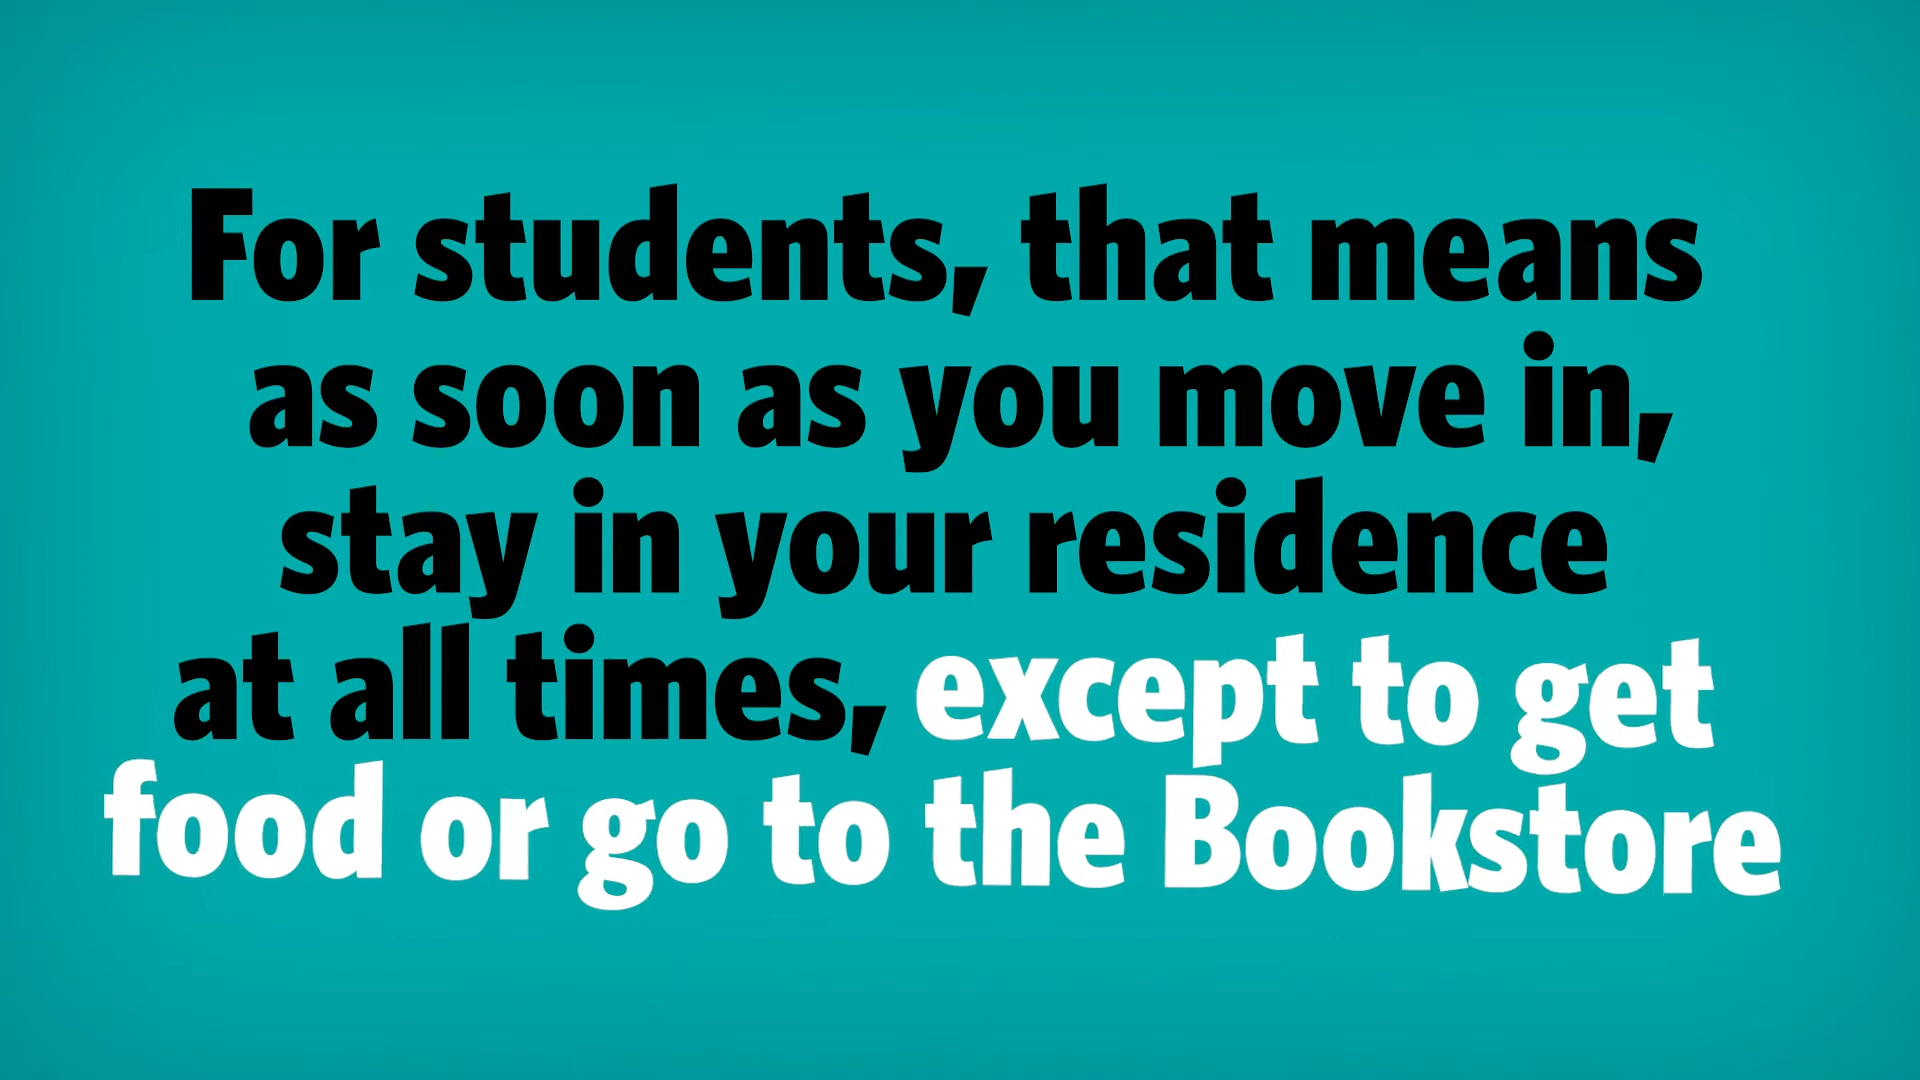 For students, that means
as soon as you move in,
stay in your residence
at all times, except to get
food or go to the Bookstore